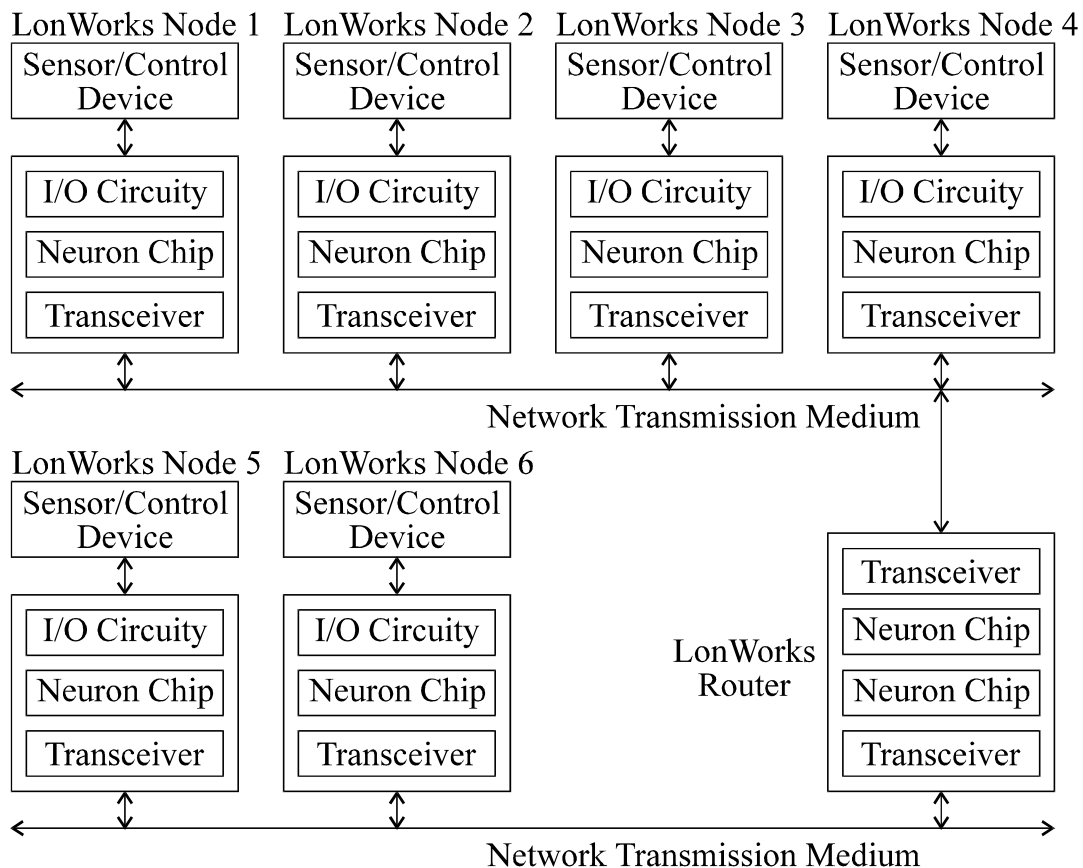 LonWorks Node 1
Sensor/Control
Device
I/O Circuity
Neuron Chip
Transceiver
LonWorks Node 2
Sensor/Control
Device
I/O Circuity
Neuron Chip
Transceiver
LonWorks Node 3
Sensor/Control
Device
I/O Circuity
Neuron Chip
Transceiver
LonWorks Node 4
Sensor/Control
Device
I/O Circuity
Neuron Chip
Transceiver
Network Transmission Medium
LonWorks Node 5
Sensor/Control
Device
I/O Circuity
Neuron Chip
Transceiver
LonWorks Node 6
Sensor/Control
Device
I/O Circuity
Neuron Chip
Transceiver
LonWorks
Router
Transceiver
Neuron Chip
Neuron Chip
Transceiver
Network Transmission Medium